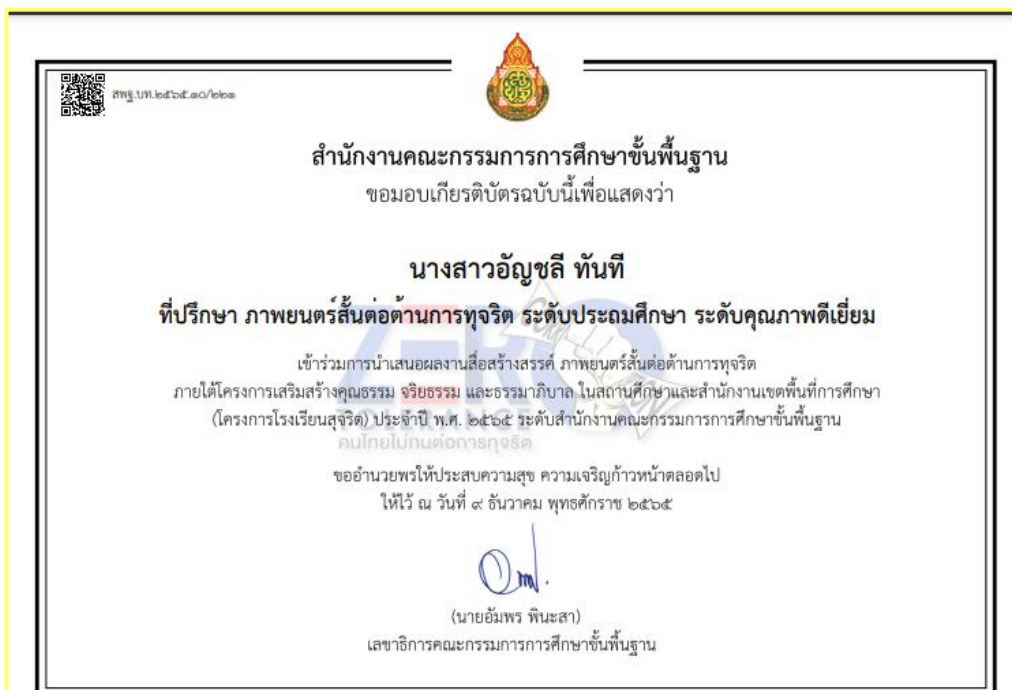 สพฐ.บท.๒๕๖๕.๑๐/๒๒๑
สำนักงานคณะกรรมการการศึกษาขั้นพื้นฐาน
ขอมอบเกียรติบัตรฉบับนี้เพื่อแสดงว่า
นางสาวอัญชลี ทันที
ที่ปรึกษา ภาพยนตร์สั้นต่อต้านการทุจริต ระดับประถมศึกษา ระดับคุณภาพดีเยี่ยม
เข้าร่วมการนำเสนอผลงานสื่อสร้างสรรค์ ภาพยนตร์สั้นต่อต้านการทุจริต
ภายใต้โครงการเสริมสร้างคุณธรรม จริยธรรม และธรรมาภิบาล ในสถานศึกษาและสำนักงานเขตพื้นที่การศึกษา
(โครงการโรงเรียนสุจริต) ประจำปี พ.ศ. ๒๕๖๕ ระดับสำนักงานคณะกรรมการการศึกษาขั้นพื้นฐาน
ZERO
CORRUPTION
TOLERANCE
คนไทยไม่ทนต่อการทุจริต
ขออำนวยพรให้ประสบความสุข ความเจริญก้าวหน้าตลอดไป
ให้ไว้ ณ วันที่ ๙ ธันวาคม พุทธศักราช ๒๕๖๕
(นายอัมพร พินะสา)
เลขาธิการคณะกรรมการการศึกษาขั้นพื้นฐาน